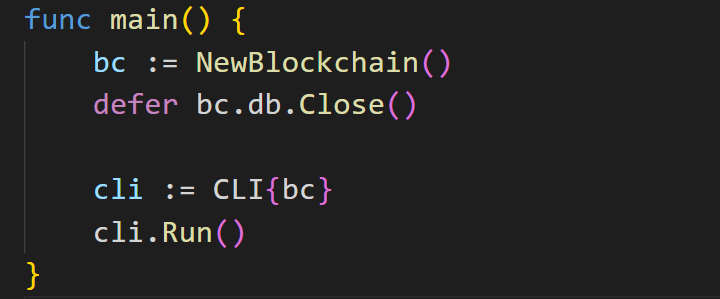 func main() {
    bc := NewBlockchain()
    defer bc.db.Close()

    cli := CLI{bc}
    cli.Run()
}